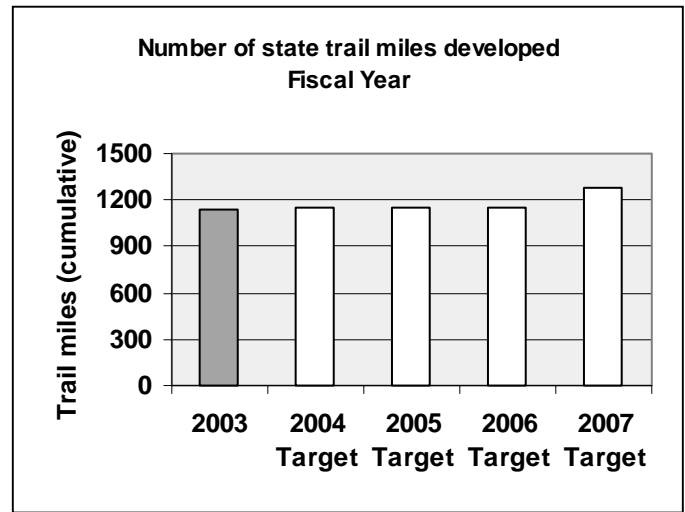 Number of state trail miles developed
Fiscal Year
Trail miles (cumulative)
1500
1200
900
600
300
0
2003 2004 2005 2006 2007
Target Target Target Target